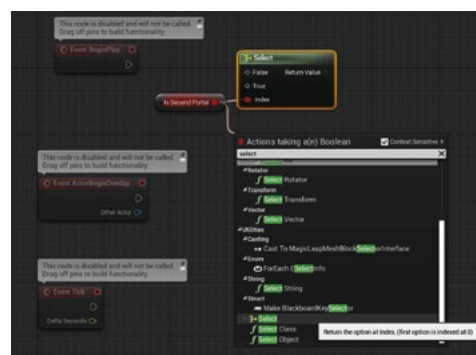 This node is disabled and will not be called.
Drag off pins to build functionality.
Event BeginPlay
Select
False Return Value
True
Index
Is Second Portal
Actions taking a(n) Boolean
Context Sensitive
select
Rotator
Select Rotator
Transform
Select Transform
Vector
Select Vector
Utilities
Casting
Cast To MagicLeapMeshBlockSelectorInterface
Enum
ForEach ESelectInfo
String
Select String
Struct
Make BlackboardKeySelector
Select
Select Class
Select Object
Return the option at Index, (first option is indexed at 0)
This node is disabled and will not be called.
Drag off pins to build functionality.
Event ActorBeginOverlap
Other Actor
This node is disabled and will not be called.
Drag off pins to build functionality.
Event Tick
Delta Seconds